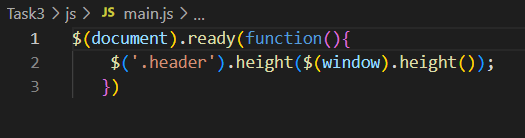 Task3 > js > JS main.js > ...
1 $(document).ready(function(){
2 $('.header').height($(window).height());
3 })